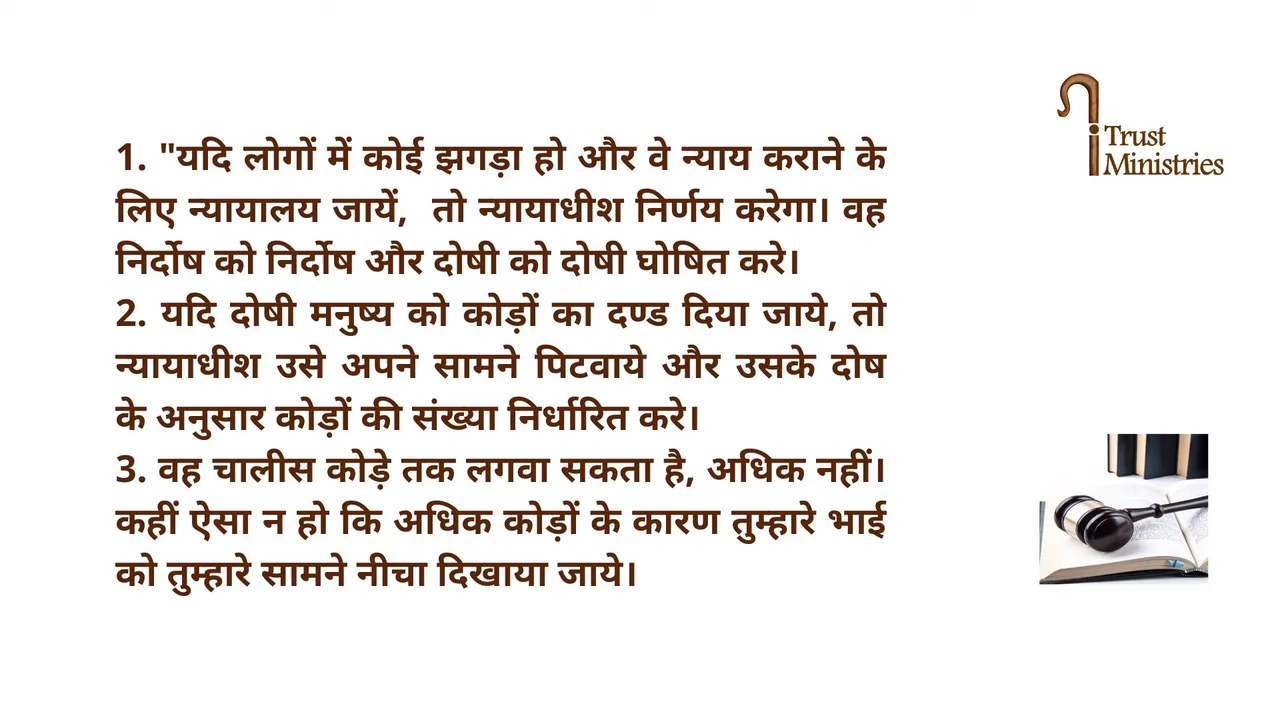 1. "यदि लोगों में कोई झगड़ा हो और वे न्याय कराने के
लिए न्यायालय जायें,  तो न्यायाधीश निर्णय करेगा। वह
निर्दोष को निर्दोष और दोषी को दोषी घोषित करे।
2. यदि दोषी मनुष्य को कोड़ों का दण्ड दिया जाये, तो
न्यायाधीश उसे अपने सामने पिटवाये और उसके दोष
के अनुसार कोड़ों की संख्या निर्धारित करे।
3. वह चालीस कोड़े तक लगवा सकता है, अधिक नहीं।
कहीं ऐसा न हो कि अधिक कोड़ों के कारण तुम्हारे भाई
को तुम्हारे सामने नीचा दिखाया जाये।
i Trust
Ministries